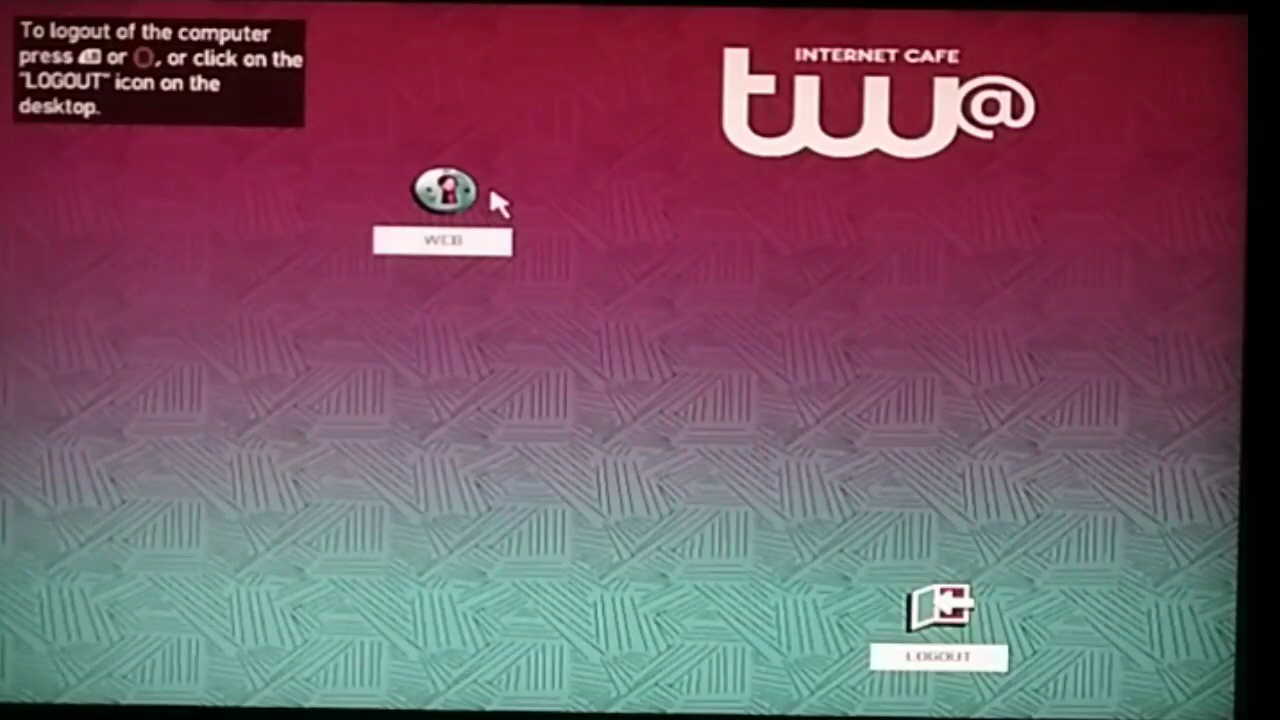 To logout of the computer
press or , or click on the
"LOGOUT" icon on the
desktop.
INTERNET CAFE
tw@
WEB
LOGOUT